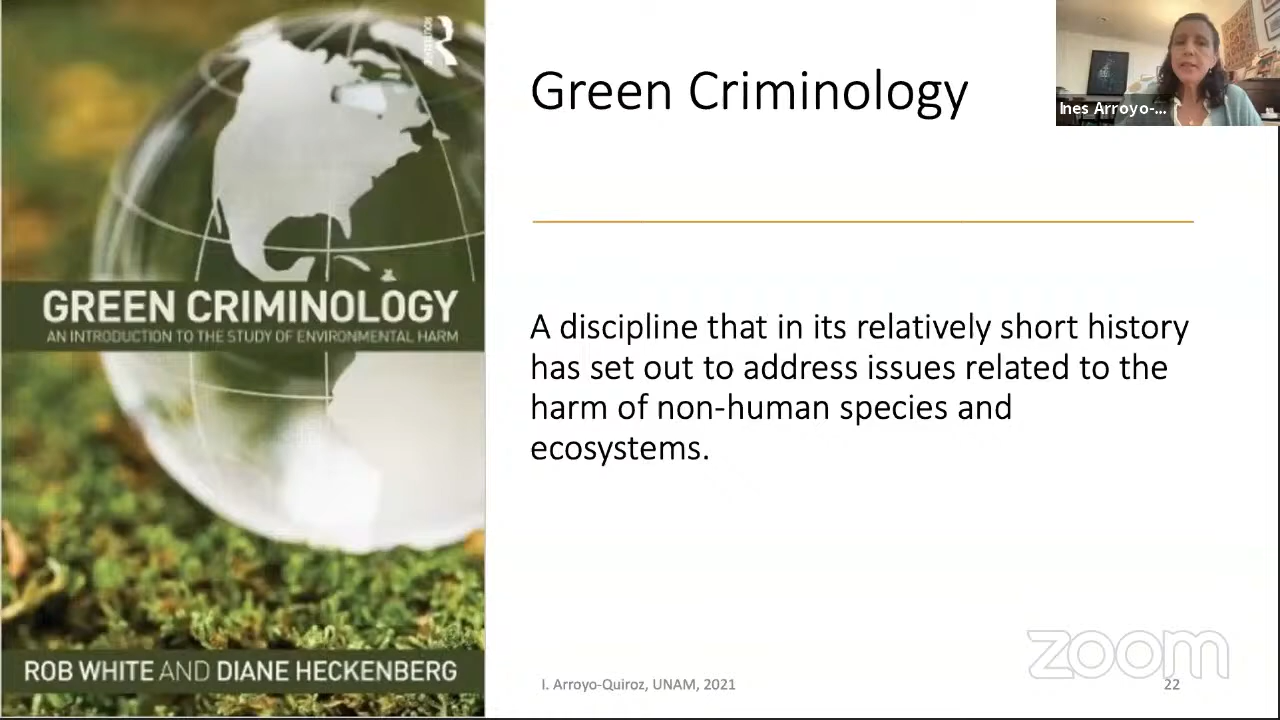 ROUTLEDGE
GREEN CRIMINOLOGY
AN INTRODUCTION TO THE STUDY OF ENVIRONMENTAL HARM
ROB WHITE AND DIANE HECKENBERG
Green Criminology
Ines Arroyo-...
A discipline that in its relatively short history
has set out to address issues related to the
harm of non-human species and
ecosystems.
I. Arroyo-Quiroz, UNAM, 2021
22
zoom